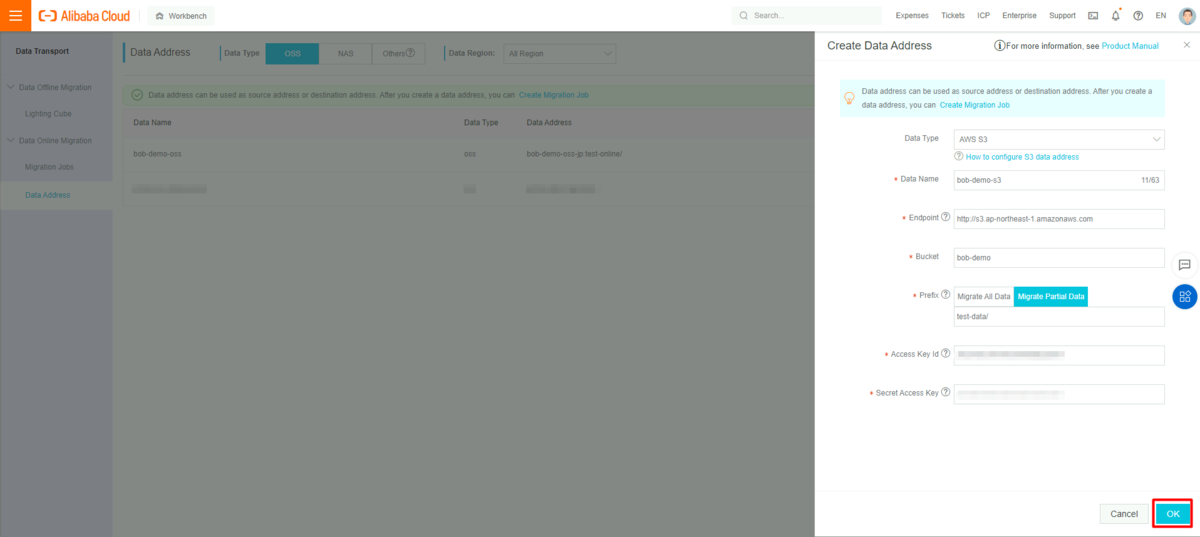 Alibaba Cloud
Workbench
Search...
Expenses
Tickets
ICP
Enterprise
Support
EN
Data Transport
Data Offline Migration
Lighting Cube
Data Online Migration
Migration Jobs
Data Address
Data Address
Data Type
OSS
NAS
Others
Data Region:
All Region
Data address can be used as source address or destination address. After you create a data address, you can Create Migration Job
Data Name
Data Type
Data Address
bob-demo-oss
oss
bob-demo-oss-jp:test-online/
Create Data Address
For more information, see Product Manual
Data address can be used as source address or destination address. After you create a
data address, you can Create Migration Job
Data Type
AWS S3
How to configure S3 data address
* Data Name
bob-demo-s3
11/63
* Endpoint
http://s3.ap-northeast-1.amazonaws.com
* Bucket
bob-demo
* Prefix
Migrate All Data
Migrate Partial Data
test-data/
* Access Key Id
* Secret Access Key
Cancel
OK